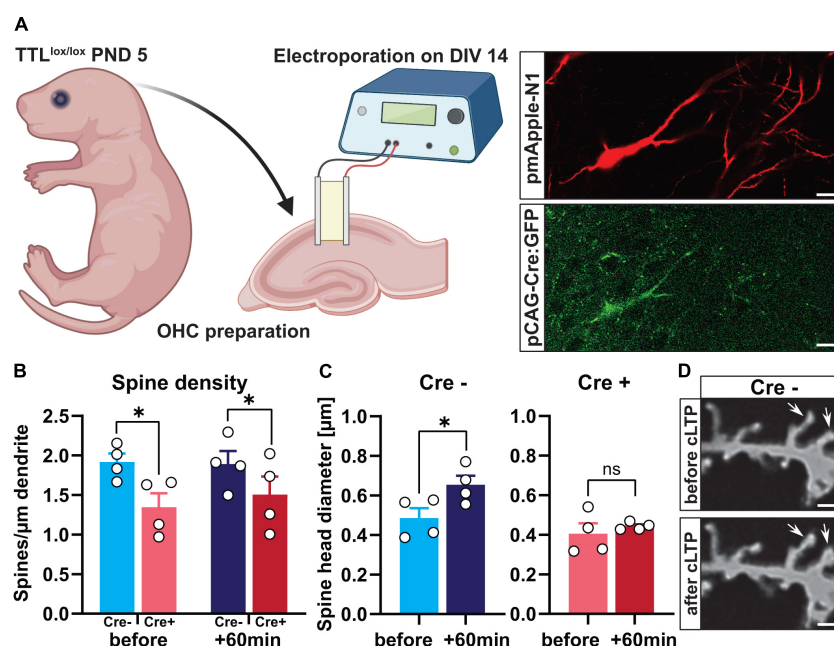 A
TTL^lox/lox PND 5
Electroporation on DIV 14
OHC preparation
pmApple-N1
pCAG-Cre:GFP
B
Spine density
Spines/µm dendrite
2.5
2.0
1.5
1.0
0.5
0.0
*
*
Cre- Cre+ Cre- Cre+
before +60min
C
Cre -
Spine head diameter [µm]
1.0
0.8
0.6
0.4
0.2
0.0
*
before +60min
Cre +
1.0
0.8
0.6
0.4
0.2
0.0
ns
before +60min
D
Cre -
before cLTP
after cLTP